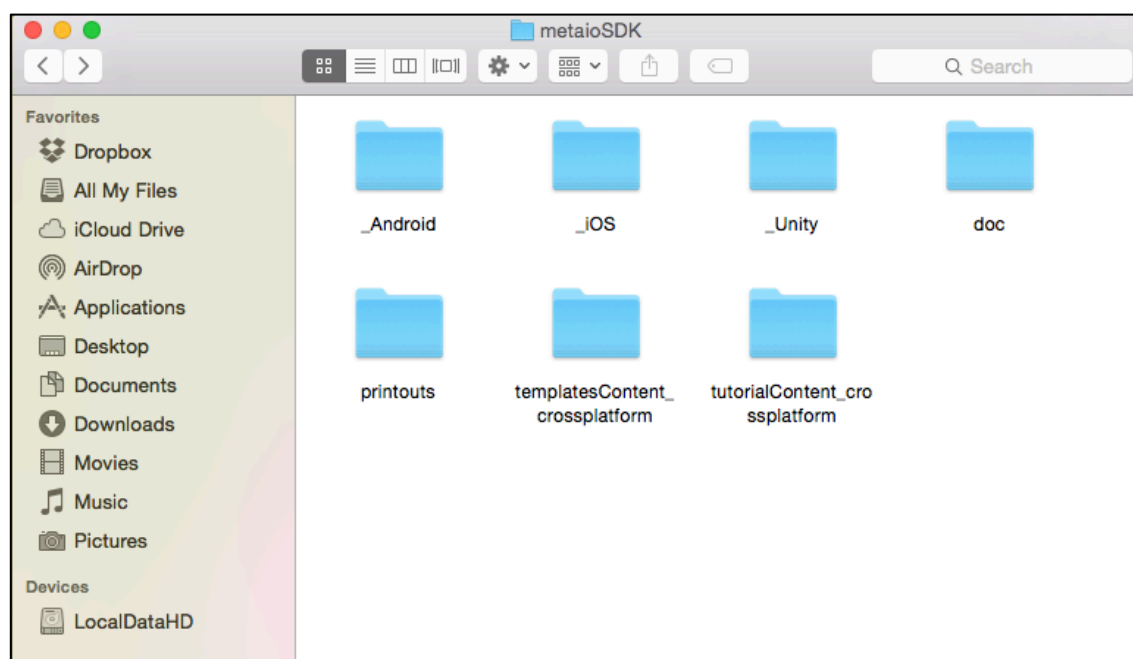 metaioSDK
Search
Favorites
Dropbox
All My Files
iCloud Drive
AirDrop
Applications
Desktop
Documents
Downloads
Movies
Music
Pictures
Devices
LocalDataHD
_Android
_iOS
_Unity
doc
printouts
templatesContent_
crossplatform
tutorialContent_cro
ssplatform